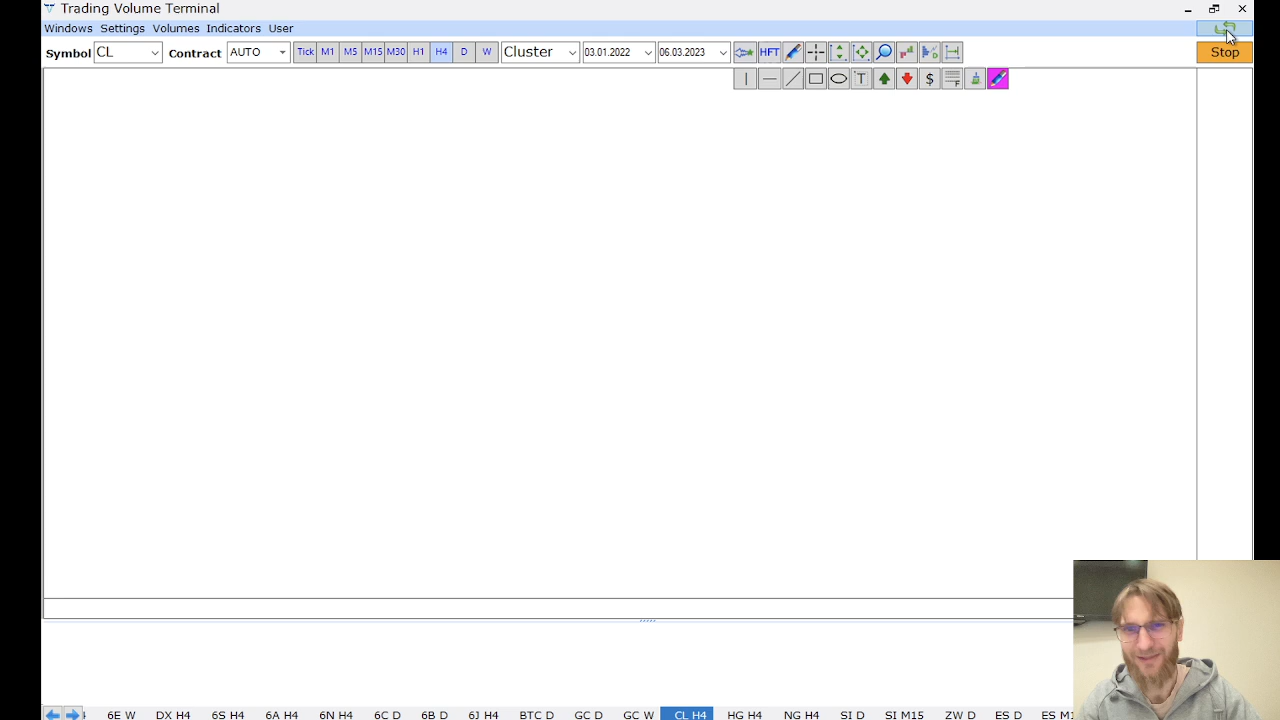 Trading Volume Terminal
Windows Settings Volumes Indicators User
Symbol CL Contract AUTO Tick M1 M5 M15 M30 H1 H4 D W Cluster 03.01.2022 06.03.2023 HFT D Stop
T $ F
6E W DX H4 6S H4 6A H4 6N H4 6C D 6B D 6J H4 BTC D GC D GC W CL H4 HG H4 NG H4 SI D SI M15 ZW D ES D ES M1